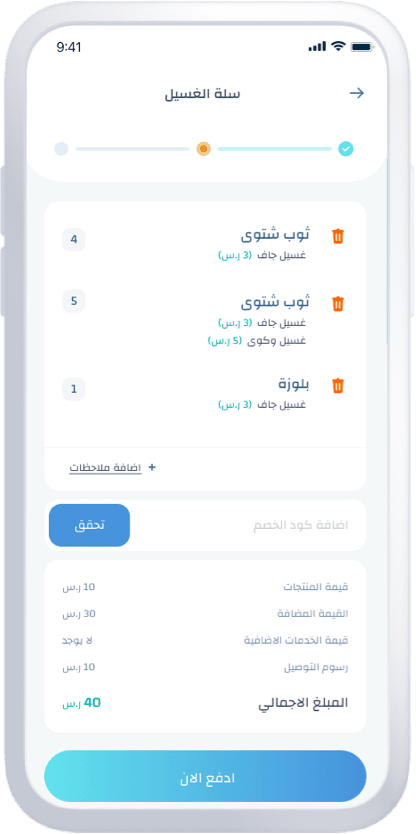 9:41
سلة الغسيل
ثوب شتوى 4
غسيل جاف (3 ر.س)
ثوب شتوى 5
غسيل جاف (3 ر.س)
غسيل وكوى (5 ر.س)
بلوزة 1
غسيل جاف (3 ر.س)
+ اضافة ملاحظات
اضافة كود الخصم تحقق
قيمة المنتجات 10 ر.س
القيمة المضافة 30 ر.س
قيمة الخدمات الاضافية لا يوجد
رسوم التوصيل 10 ر.س
المبلغ الاجمالي 40 ر.س
ادفع الان